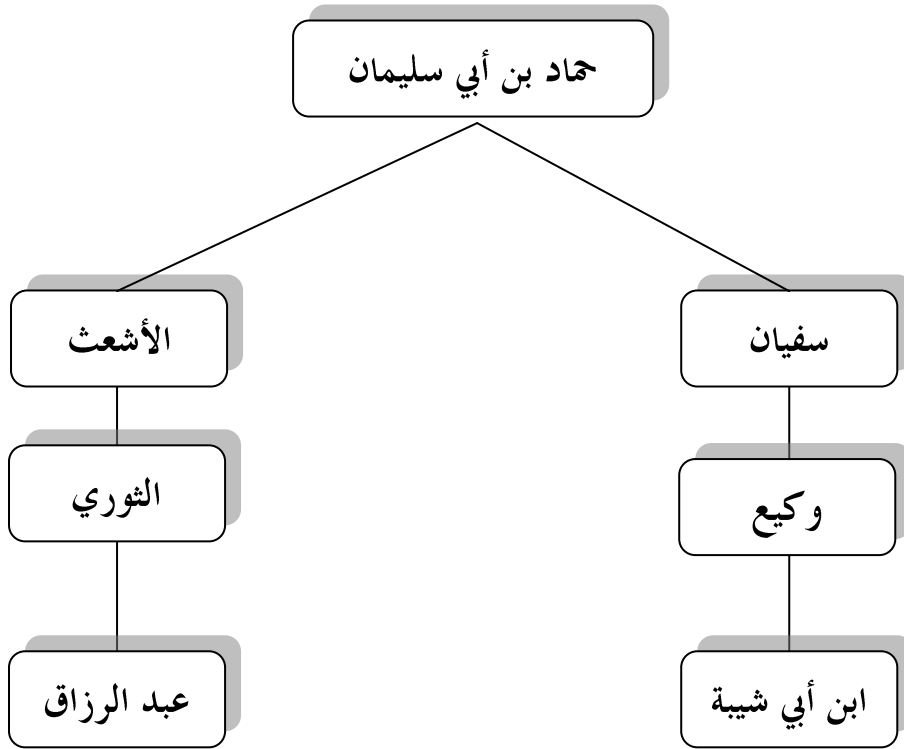 حماد بن أبي سليمان
سفيان
الأشعث
وكيع
الثوري
ابن أبي شيبة
عبد الرزاق